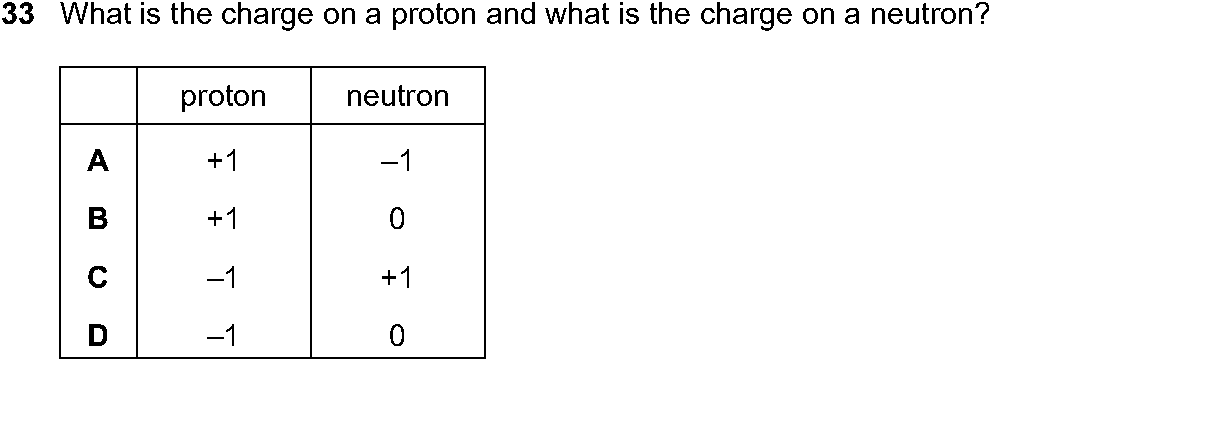 33 What is the charge on a proton and what is the charge on a neutron?
proton neutron
A +1 –1
B +1 0
C –1 +1
D –1 0